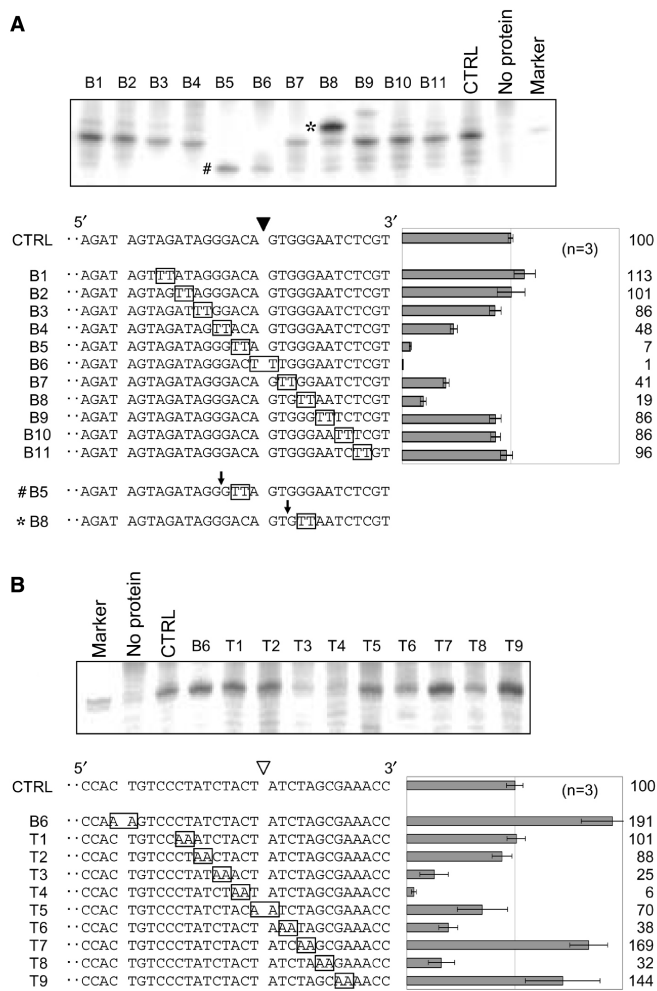 A
B1 B2 B3 B4 B5 B6 B7 B8 B9 B10 B11 CTRL No protein Marker
*
#
5′ 3′
CTRL ··AGAT AGTAGATAGGGACA GTGGGAATCTCGT (n=3) 100
B1 ··AGAT AGTTTATAGGGACA GTGGGAATCTCGT 113
B2 ··AGAT AGTAGTTAGGGACA GTGGGAATCTCGT 101
B3 ··AGAT AGTAGATTTGGACA GTGGGAATCTCGT 86
B4 ··AGAT AGTAGATAGTTACA GTGGGAATCTCGT 48
B5 ··AGAT AGTAGATAGGGTTA GTGGGAATCTCGT 7
B6 ··AGAT AGTAGATAGGGACT TTGGGAATCTCGT 1
B7 ··AGAT AGTAGATAGGGACA GTTGGAATCTCGT 41
B8 ··AGAT AGTAGATAGGGACA GTGTTAATCTCGT 19
B9 ··AGAT AGTAGATAGGGACA GTGGGTTTCTCGT 86
B10 ··AGAT AGTAGATAGGGACA GTGGGAATTTCGT 86
B11 ··AGAT AGTAGATAGGGACA GTGGGAATCTTGT 96
#B5 ··AGAT AGTAGATAGGGTTA GTGGGAATCTCGT
*B8 ··AGAT AGTAGATAGGGACA GTGTTAATCTCGT
B
Marker No protein CTRL B6 T1 T2 T3 T4 T5 T6 T7 T8 T9
5′ 3′
CTRL ··CCAC TGTCCCTATCTACT ATCTAGCGAAACC (n=3) 100
B6 ··CCAA AGTCCCTATCTACT ATCTAGCGAAACC 191
T1 ··CCAC TGTCCAAATCTACT ATCTAGCGAAACC 101
T2 ··CCAC TGTCCCTAACTACT ATCTAGCGAAACC 88
T3 ··CCAC TGTCCCTATAAACT ATCTAGCGAAACC 25
T4 ··CCAC TGTCCCTATCTAAT ATCTAGCGAAACC 6
T5 ··CCAC TGTCCCTATCTACA ATCTAGCGAAACC 70
T6 ··CCAC TGTCCCTATCTACT AAATAGCGAAACC 38
T7 ··CCAC TGTCCCTATCTACT ATCAAGCGAAACC 169
T8 ··CCAC TGTCCCTATCTACT ATCTAAAGAAACC 32
T9 ··CCAC TGTCCCTATCTACT ATCTAGCAAAACC 144